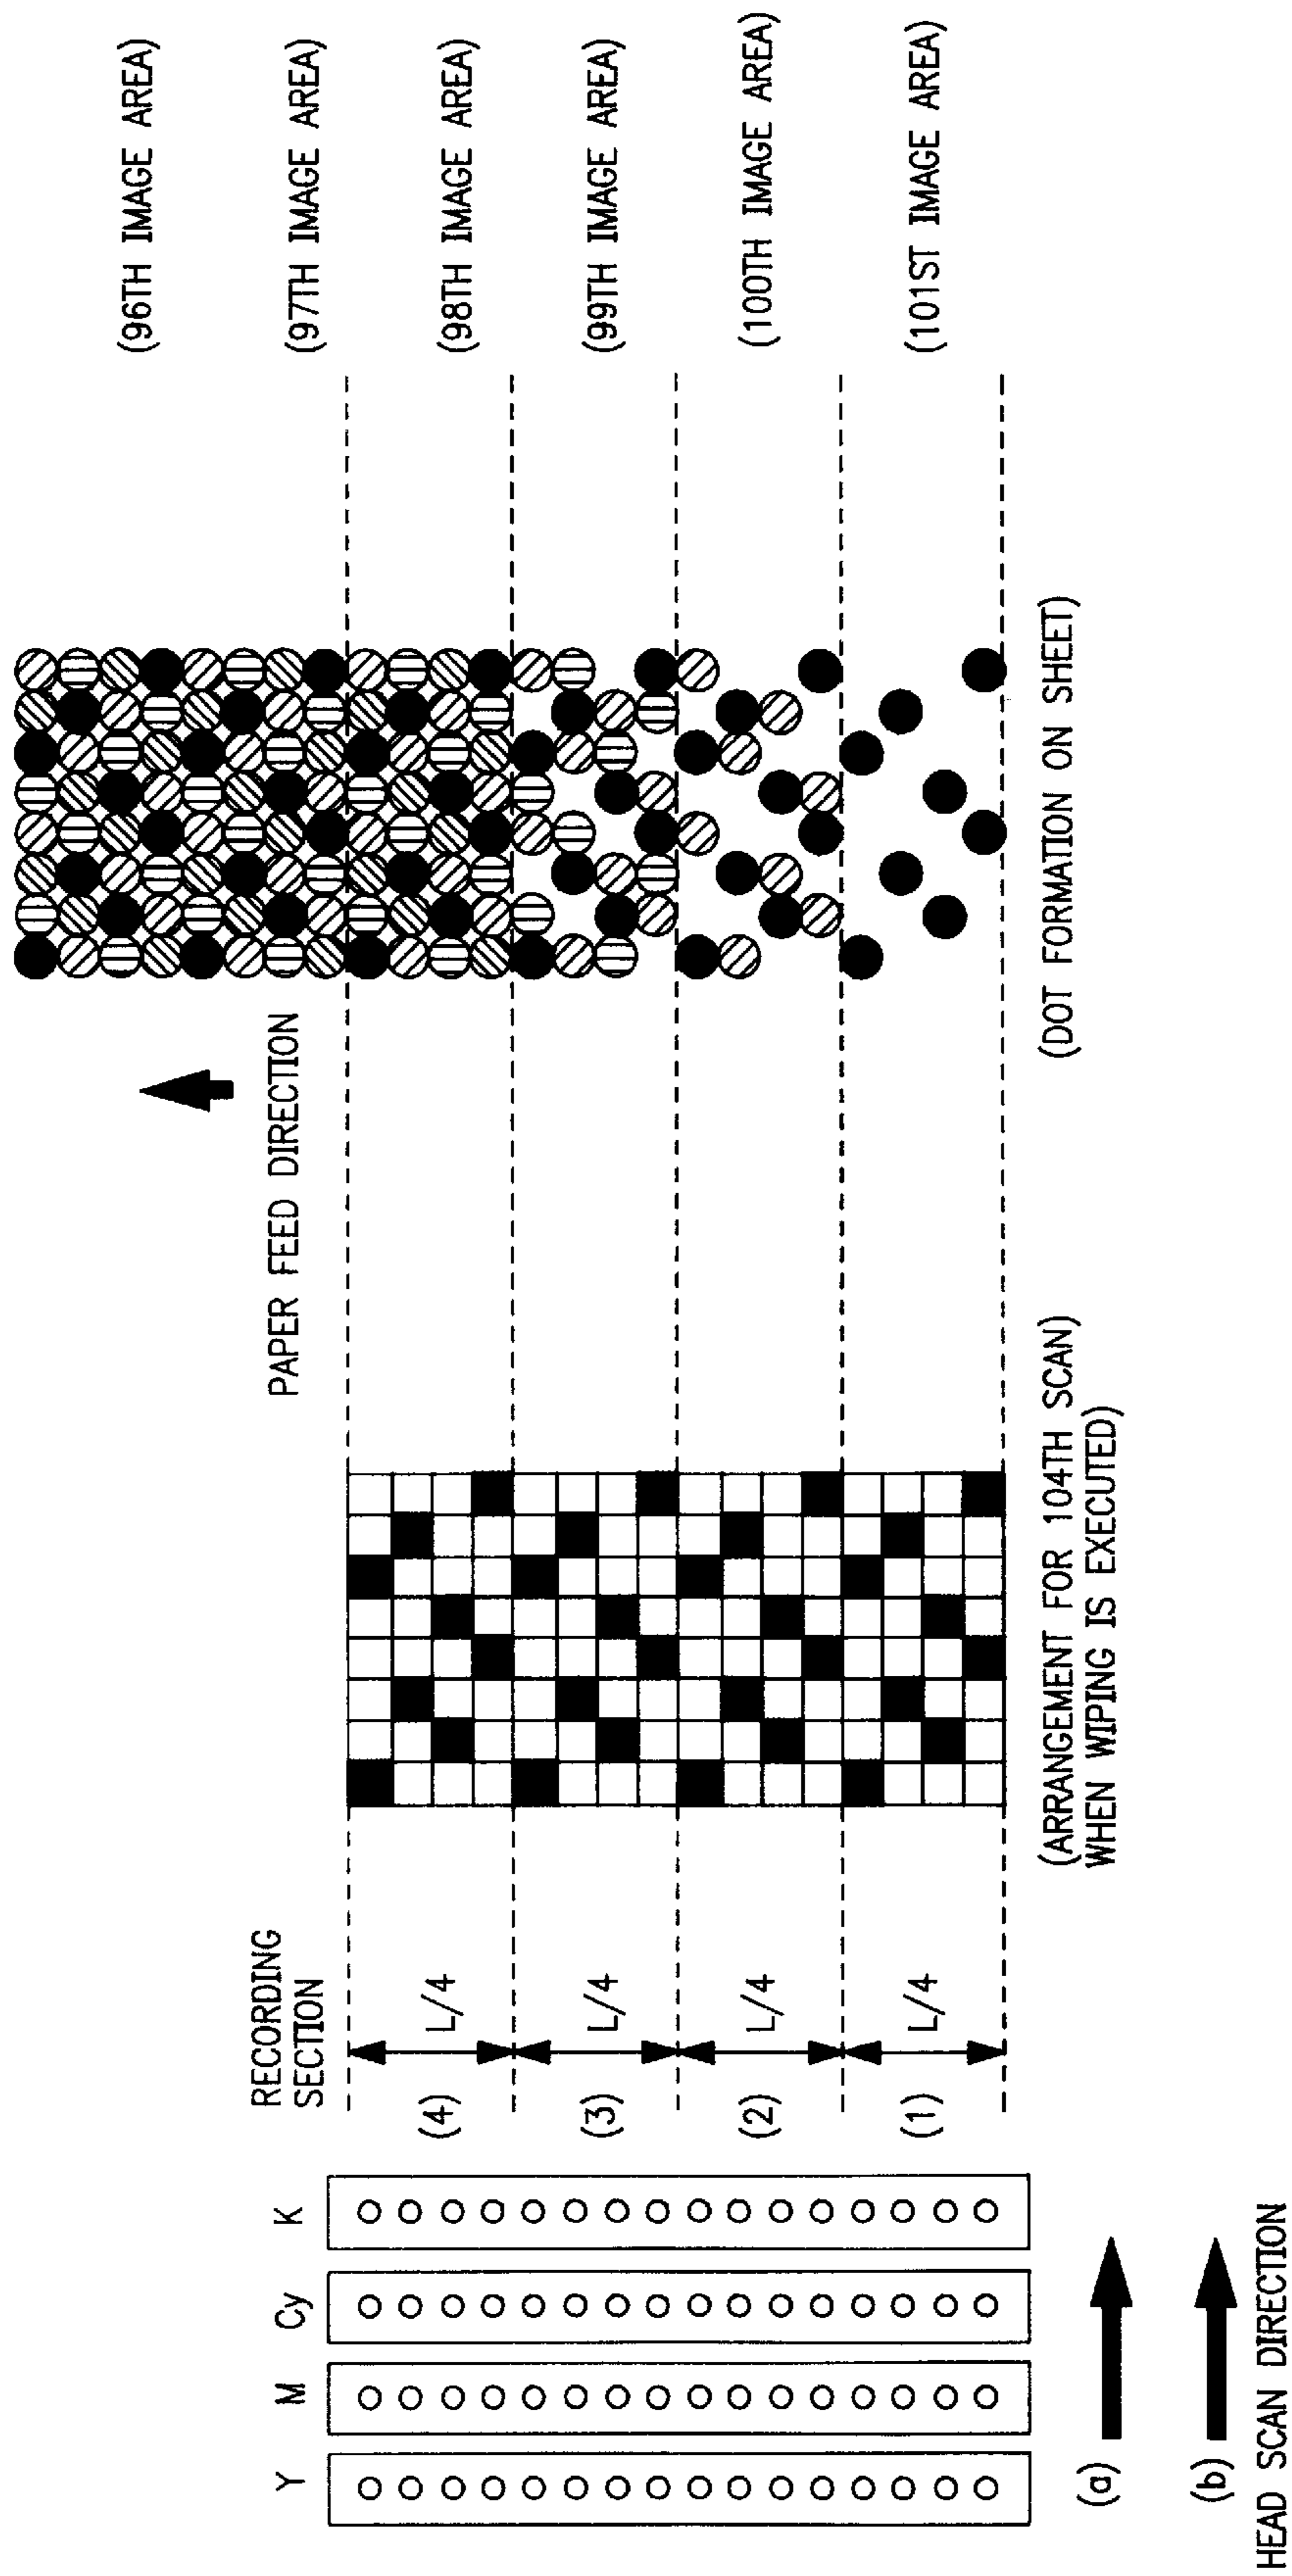 Y
M
Cy
K
RECORDING
SECTION
(4)
L/4
(3)
L/4
(2)
L/4
(1)
L/4
(a)
(b)
HEAD SCAN DIRECTION
(ARRANGEMENT FOR 104TH SCAN)
WHEN WIPING IS EXECUTED)
PAPER FEED DIRECTION
(DOT FORMATION ON SHEET)
(96TH IMAGE AREA)
(97TH IMAGE AREA)
(98TH IMAGE AREA)
(99TH IMAGE AREA)
(100TH IMAGE AREA)
(101ST IMAGE AREA)